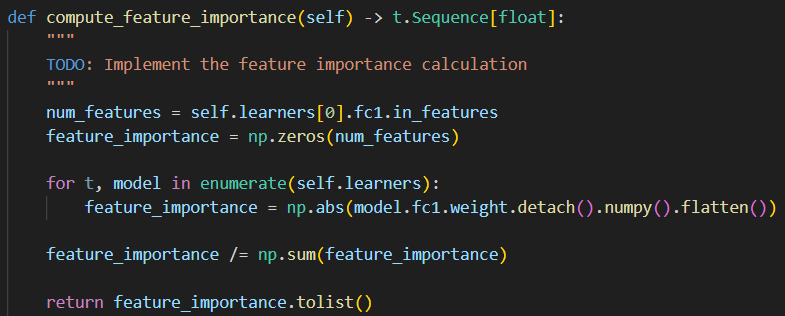 def compute_feature_importance(self) -> t.Sequence[float]:
    """
    TODO: Implement the feature importance calculation
    """
    num_features = self.learners[0].fc1.in_features
    feature_importance = np.zeros(num_features)

    for t, model in enumerate(self.learners):
        feature_importance = np.abs(model.fc1.weight.detach().numpy().flatten())

    feature_importance /= np.sum(feature_importance)

    return feature_importance.tolist()